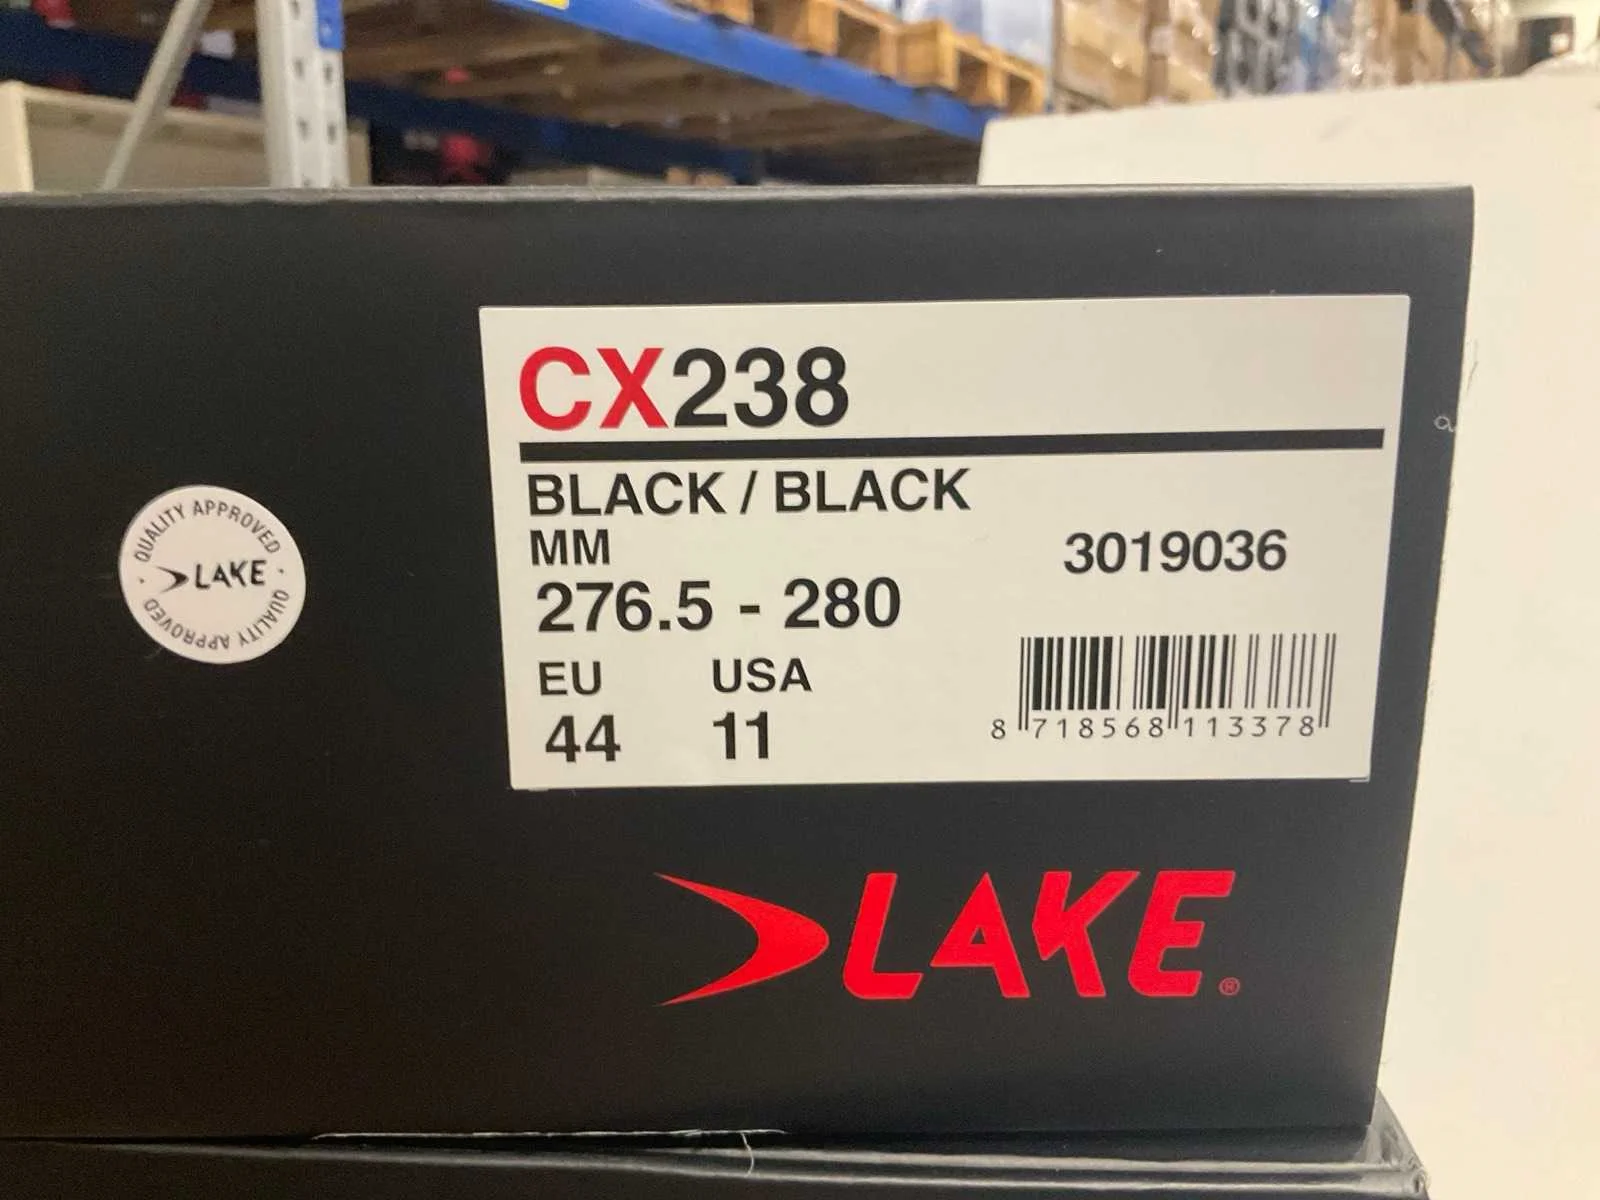 CX238
BLACK / BLACK
MM
3019036
276.5 - 280
EU USA
44 11
8 718568 113378
QUALITY APPROVED ·
LAKE
QUALITY APPROVED ·
LAKE®